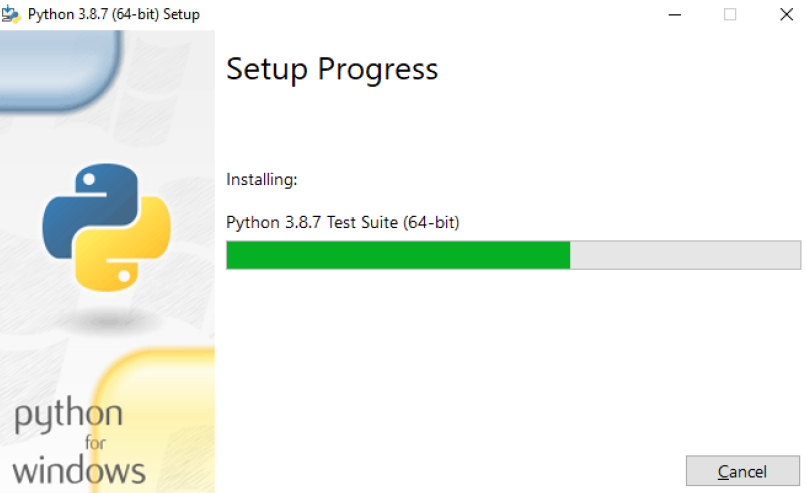 Python 3.8.7 (64-bit) Setup
Setup Progress
Installing:
Python 3.8.7 Test Suite (64-bit)
python
for
windows
Cancel